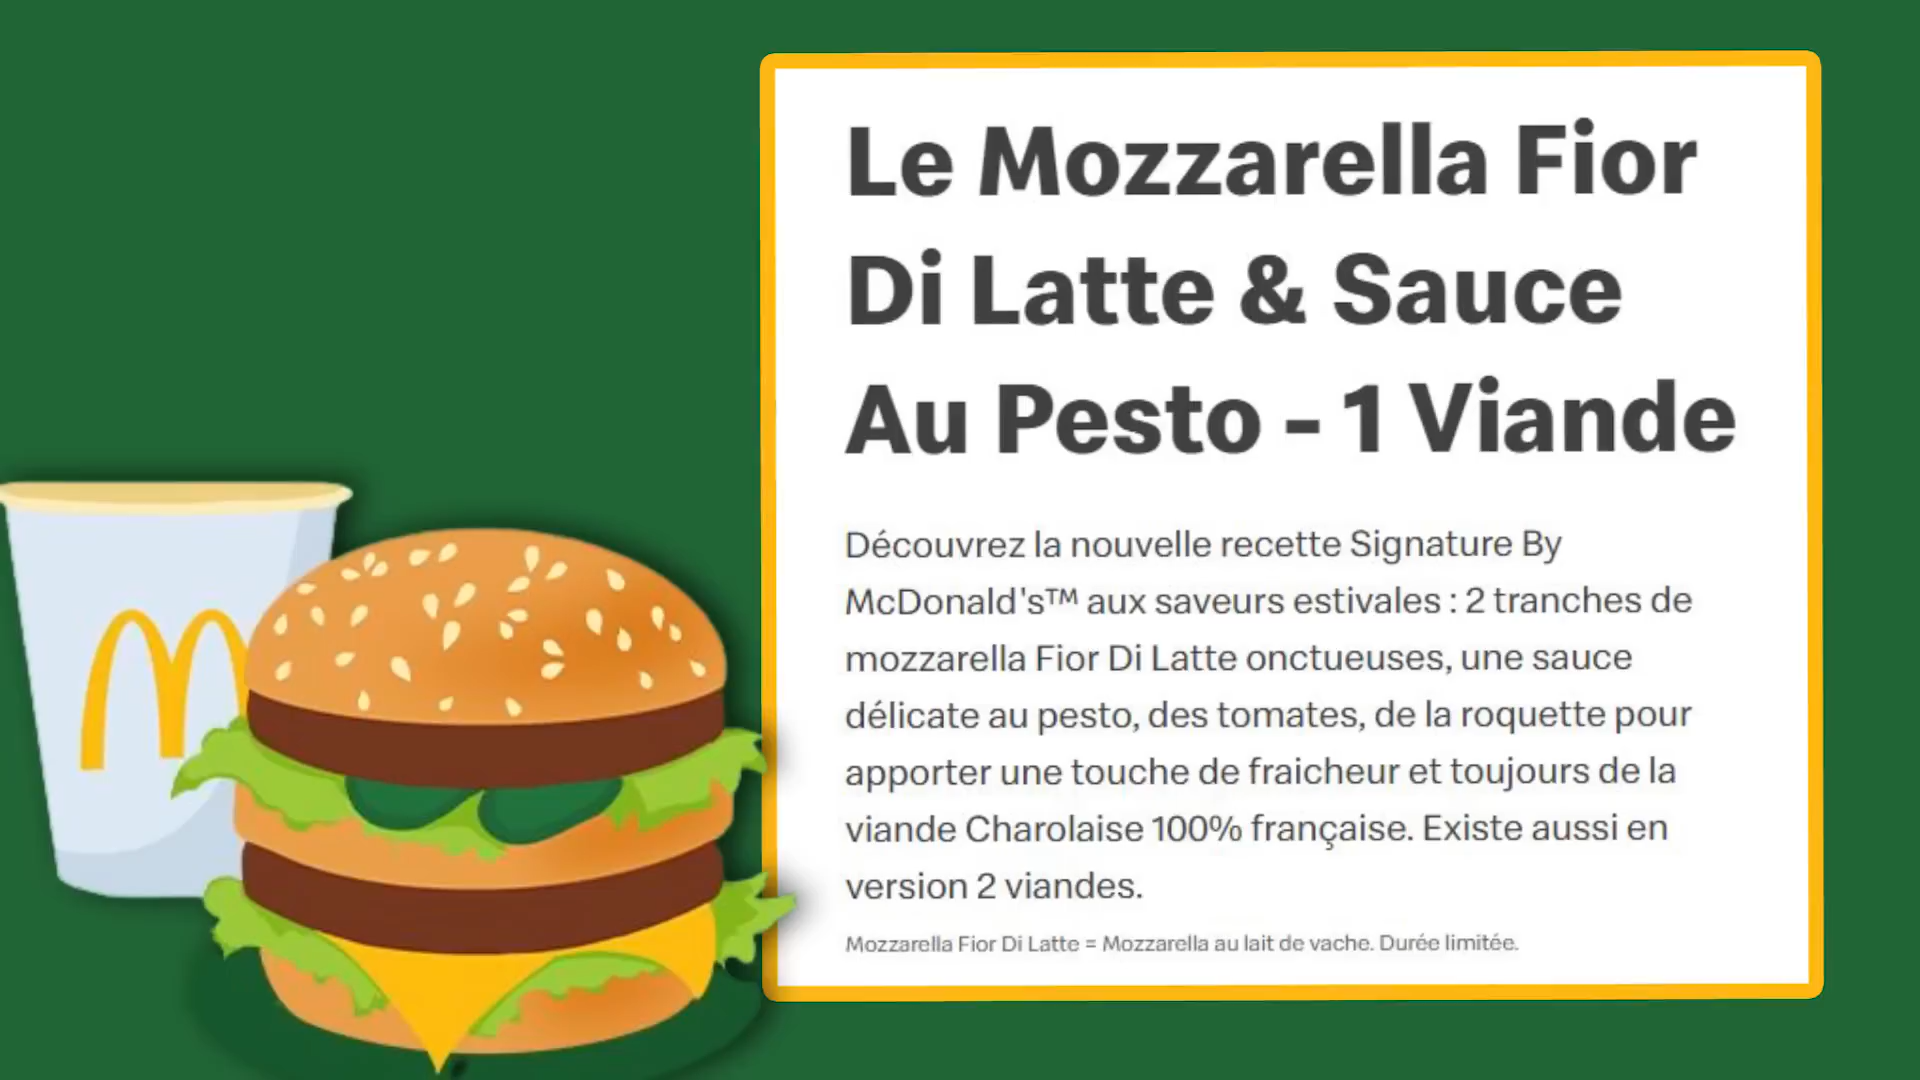 Le Mozzarella Fior
Di Latte & Sauce
Au Pesto - 1 Viande
Découvrez la nouvelle recette Signature By
McDonald's™ aux saveurs estivales : 2 tranches de
mozzarella Fior Di Latte onctueuses, une sauce
délicate au pesto, des tomates, de la roquette pour
apporter une touche de fraicheur et toujours de la
viande Charolaise 100% française. Existe aussi en
version 2 viandes.
Mozzarella Fior Di Latte = Mozzarella au lait de vache. Durée limitée.